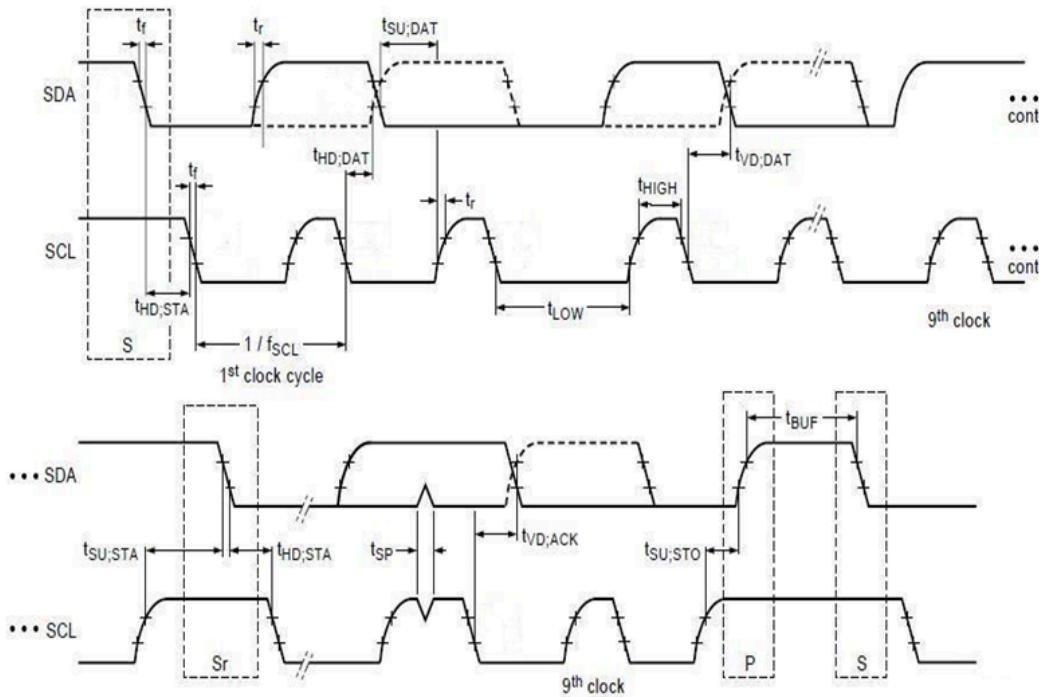 tf tr tSU;DAT
SDA
••• cont
tf tHD;DAT tr tHIGH tVD;DAT
SCL
••• cont
tHD;STA tLOW 9th clock
S 1 / fSCL
1st clock cycle
tBUF
••• SDA
tSU;STA tHD;STA tSP tVD;ACK tSU;STO
••• SCL
Sr P S
9th clock